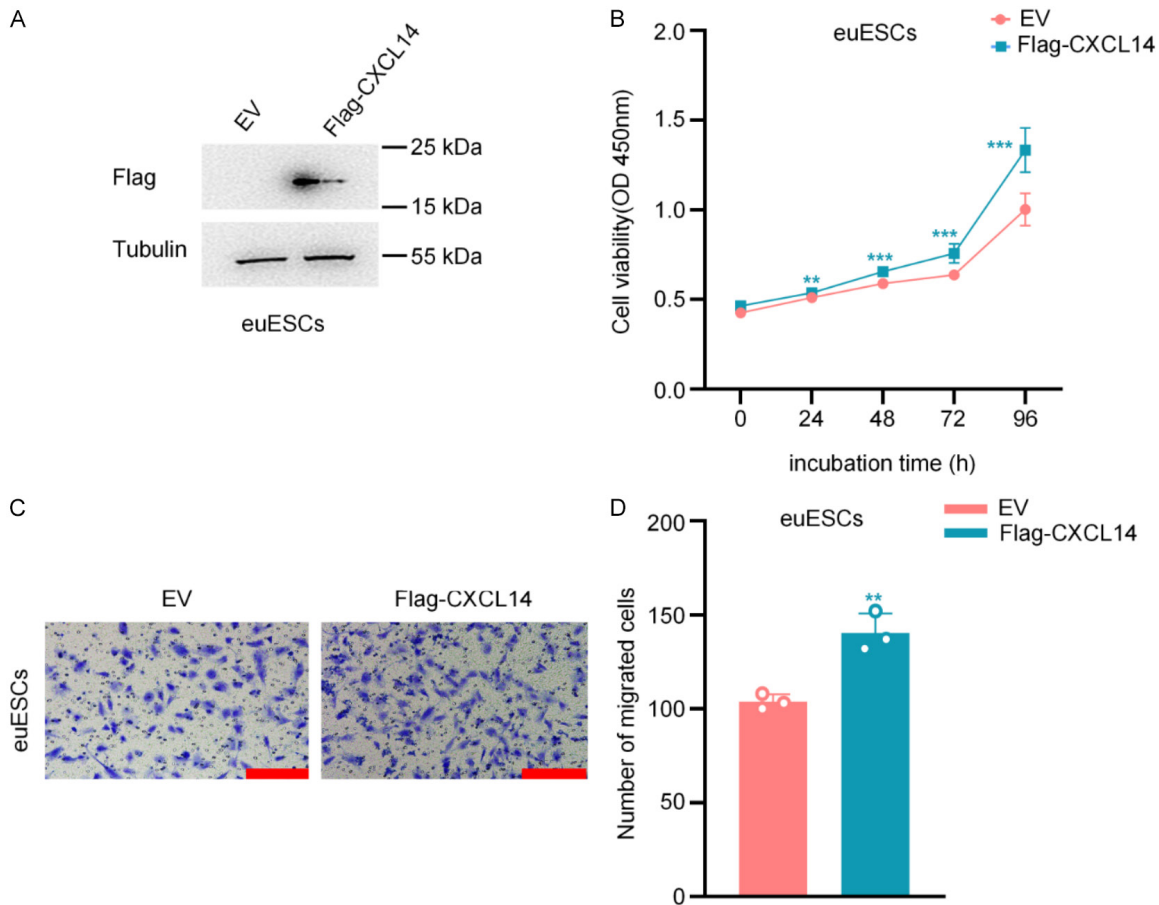 A
EV
Flag-CXCL14
Flag
25 kDa
15 kDa
Tubulin
55 kDa
euESCs
B
euESCs
EV
Flag-CXCL14
Cell viability(OD 450nm)
2.0
1.5
1.0
0.5
0.0
***
***
***
**
0
24
48
72
96
incubation time (h)
C
EV
Flag-CXCL14
euESCs
D
euESCs
EV
Flag-CXCL14
Number of migrated cells
200
150
100
50
0
**